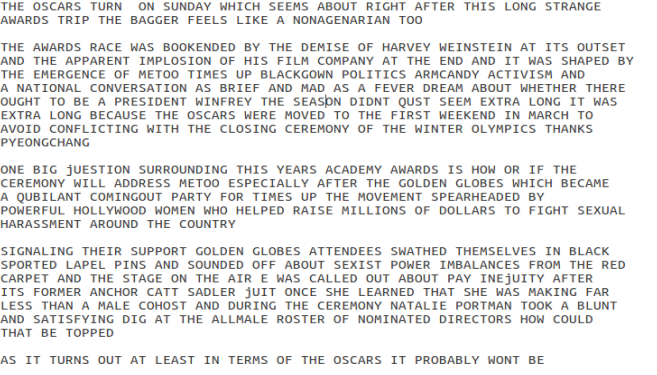 THE OSCARS TURN  ON SUNDAY WHICH SEEMS ABOUT RIGHT AFTER THIS LONG STRANGE
AWARDS TRIP THE BAGGER FEELS LIKE A NONAGENARIAN TOO
THE AWARDS RACE WAS BOOKENDED BY THE DEMISE OF HARVEY WEINSTEIN AT ITS OUTSET
AND THE APPARENT IMPLOSION OF HIS FILM COMPANY AT THE END AND IT WAS SHAPED BY
THE EMERGENCE OF METOO TIMES UP BLACKGOWN POLITICS ARMCANDY ACTIVISM AND
A NATIONAL CONVERSATION AS BRIEF AND MAD AS A FEVER DREAM ABOUT WHETHER THERE
OUGHT TO BE A PRESIDENT WINFREY THE SEASON DIDNT QUST SEEM EXTRA LONG IT WAS
EXTRA LONG BECAUSE THE OSCARS WERE MOVED TO THE FIRST WEEKEND IN MARCH TO
AVOID CONFLICTING WITH THE CLOSING CEREMONY OF THE WINTER OLYMPICS THANKS
PYEONGCHANG
ONE BIG jUESTION SURROUNDING THIS YEARS ACADEMY AWARDS IS HOW OR IF THE
CEREMONY WILL ADDRESS METOO ESPECIALLY AFTER THE GOLDEN GLOBES WHICH BECAME
A QUBILANT COMINGOUT PARTY FOR TIMES UP THE MOVEMENT SPEARHEADED BY
POWERFUL HOLLYWOOD WOMEN WHO HELPED RAISE MILLIONS OF DOLLARS TO FIGHT SEXUAL
HARASSMENT AROUND THE COUNTRY
SIGNALING THEIR SUPPORT GOLDEN GLOBES ATTENDEES SWATHED THEMSELVES IN BLACK
SPORTED LAPEL PINS AND SOUNDED OFF ABOUT SEXIST POWER IMBALANCES FROM THE RED
CARPET AND THE STAGE ON THE AIR E WAS CALLED OUT ABOUT PAY INEjUITY AFTER
ITS FORMER ANCHOR CATT SADLER jUIT ONCE SHE LEARNED THAT SHE WAS MAKING FAR
LESS THAN A MALE COHOST AND DURING THE CEREMONY NATALIE PORTMAN TOOK A BLUNT
AND SATISFYING DIG AT THE ALLMALE ROSTER OF NOMINATED DIRECTORS HOW COULD
THAT BE TOPPED
AS IT TURNS OUT AT LEAST IN TERMS OF THE OSCARS IT PROBABLY WONT BE